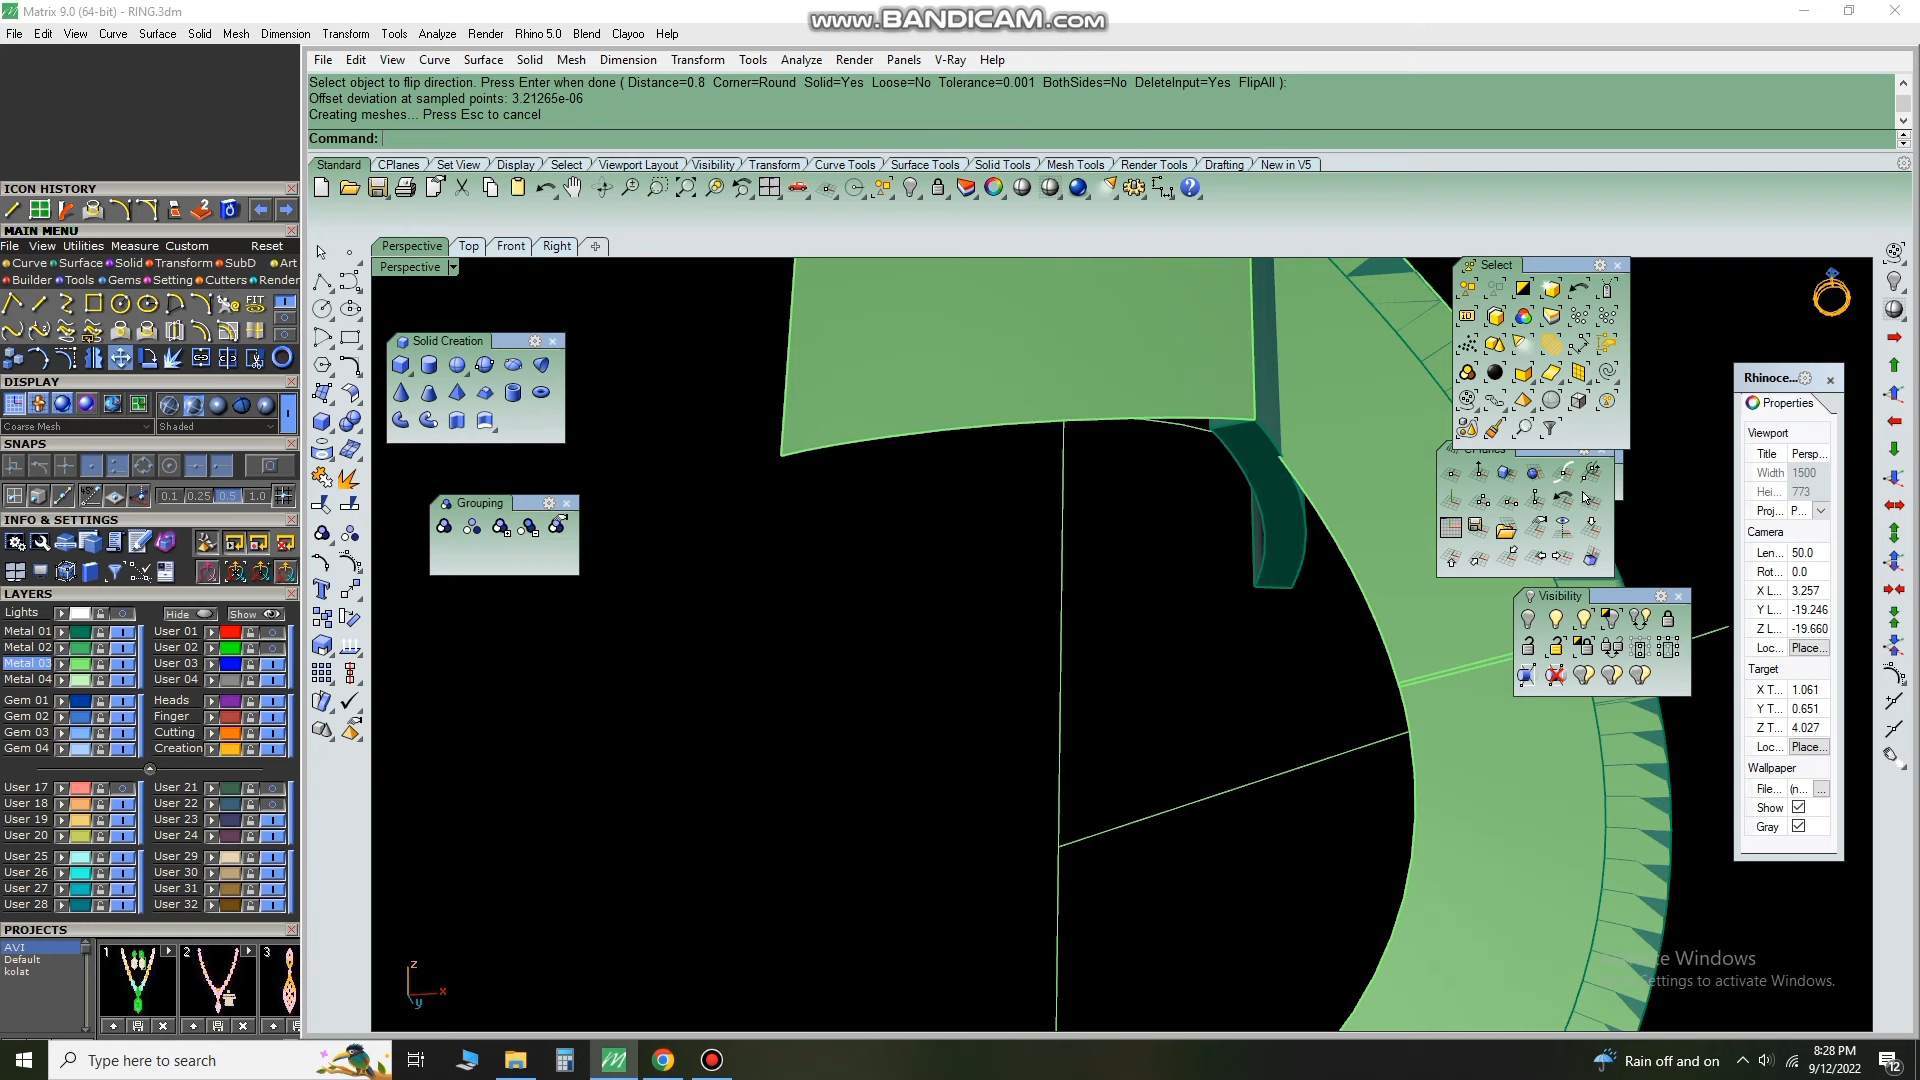 Matrix 9.0 (64-bit) - RING.3dm
www.BANDICAM.com
File Edit View Curve Surface Solid Mesh Dimension Transform Tools Analyze Render Rhino 5.0 Blend Clayoo Help
File Edit View Curve Surface Solid Mesh Dimension Transform Tools Analyze Render Panels V-Ray Help
Select object to flip direction. Press Enter when done ( Distance=0.8 Corner=Round Solid=Yes Loose=No Tolerance=0.001 BothSides=No DeleteInput=Yes FlipAll ):
Offset deviation at sampled points: 3.21265e-06
Creating meshes... Press Esc to cancel
Command:
Standard CPlanes Set View Display Select Viewport Layout Visibility Transform Curve Tools Surface Tools Solid Tools Mesh Tools Render Tools Drafting New in V5
ICON HISTORY
MAIN MENU
File View Utilities Measure Custom Reset
Curve Surface Solid Transform SubD Art
Builder Tools Gems Setting Cutters Render
FIT
DISPLAY
Coarse Mesh Shaded
SNAPS
0.1 0.25 0.5 1.0
INFO & SETTINGS
LAYERS
Lights Hide Show
Metal 01 User 01
Metal 02 User 02
Metal 03 User 03
Metal 04 User 04
Gem 01 Heads
Gem 02 Finger
Gem 03 Cutting
Gem 04 Creation
User 17 User 21
User 18 User 22
User 19 User 23
User 20 User 24
User 25 User 29
User 26 User 30
User 27 User 31
User 28 User 32
PROJECTS
AVI
Default
kolat
1 2 3
Perspective Top Front Right
Perspective
Solid Creation
Grouping
Select
CPlanes
Visibility
Rhinoce...
Properties
Viewport
Title Persp...
Width 1500
Hei... 773
Proj... P...
Camera
Len... 50.0
Rot... 0.0
X L... 3.257
Y L... -19.246
Z L... -19.660
Loc... Place...
Target
X T... 1.061
Y T... 0.651
Z T... 4.027
Loc... Place...
Wallpaper
File... (n... ...
Show
Gray
z
x
y
te Windows
ettings to activate Windows.
Type here to search
Rain off and on
8:28 PM
9/12/2022
12